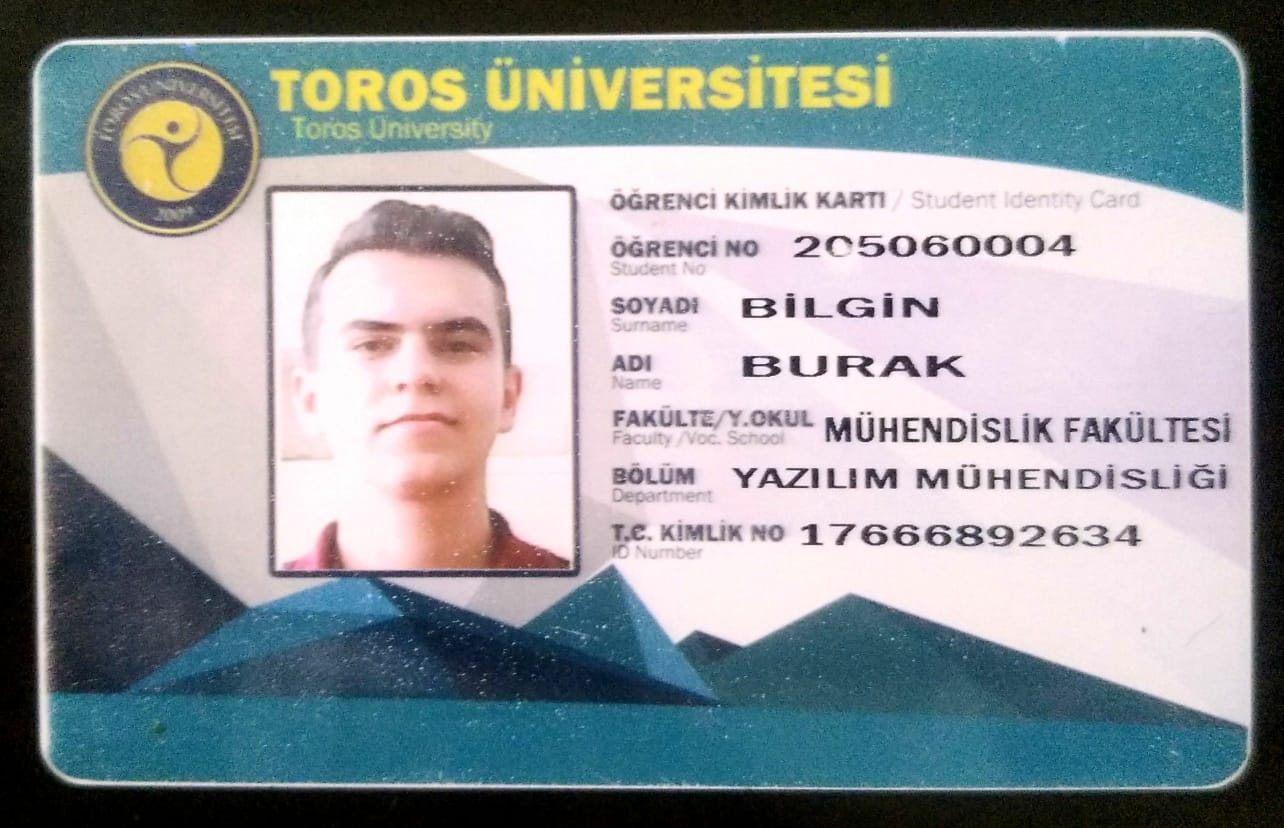 TOROS ÜNİVERSİTESİ
Toros Üniversity
TOROS ÜNİVERSİTESİ
2009
ÖĞRENCİ KİMLİK KARTI / Student Identity Card
ÖĞRENCİ NO 205060004
Student No
SOYADI BİLGİN
Surname
ADI BURAK
Name
FAKÜLTE/Y.OKUL MÜHENDİSLİK FAKÜLTESİ
Faculty /Voc. School
BÖLÜM YAZILIM MÜHENDİSLİĞİ
Department
T.C. KİMLİK NO 17666892634
ID Number